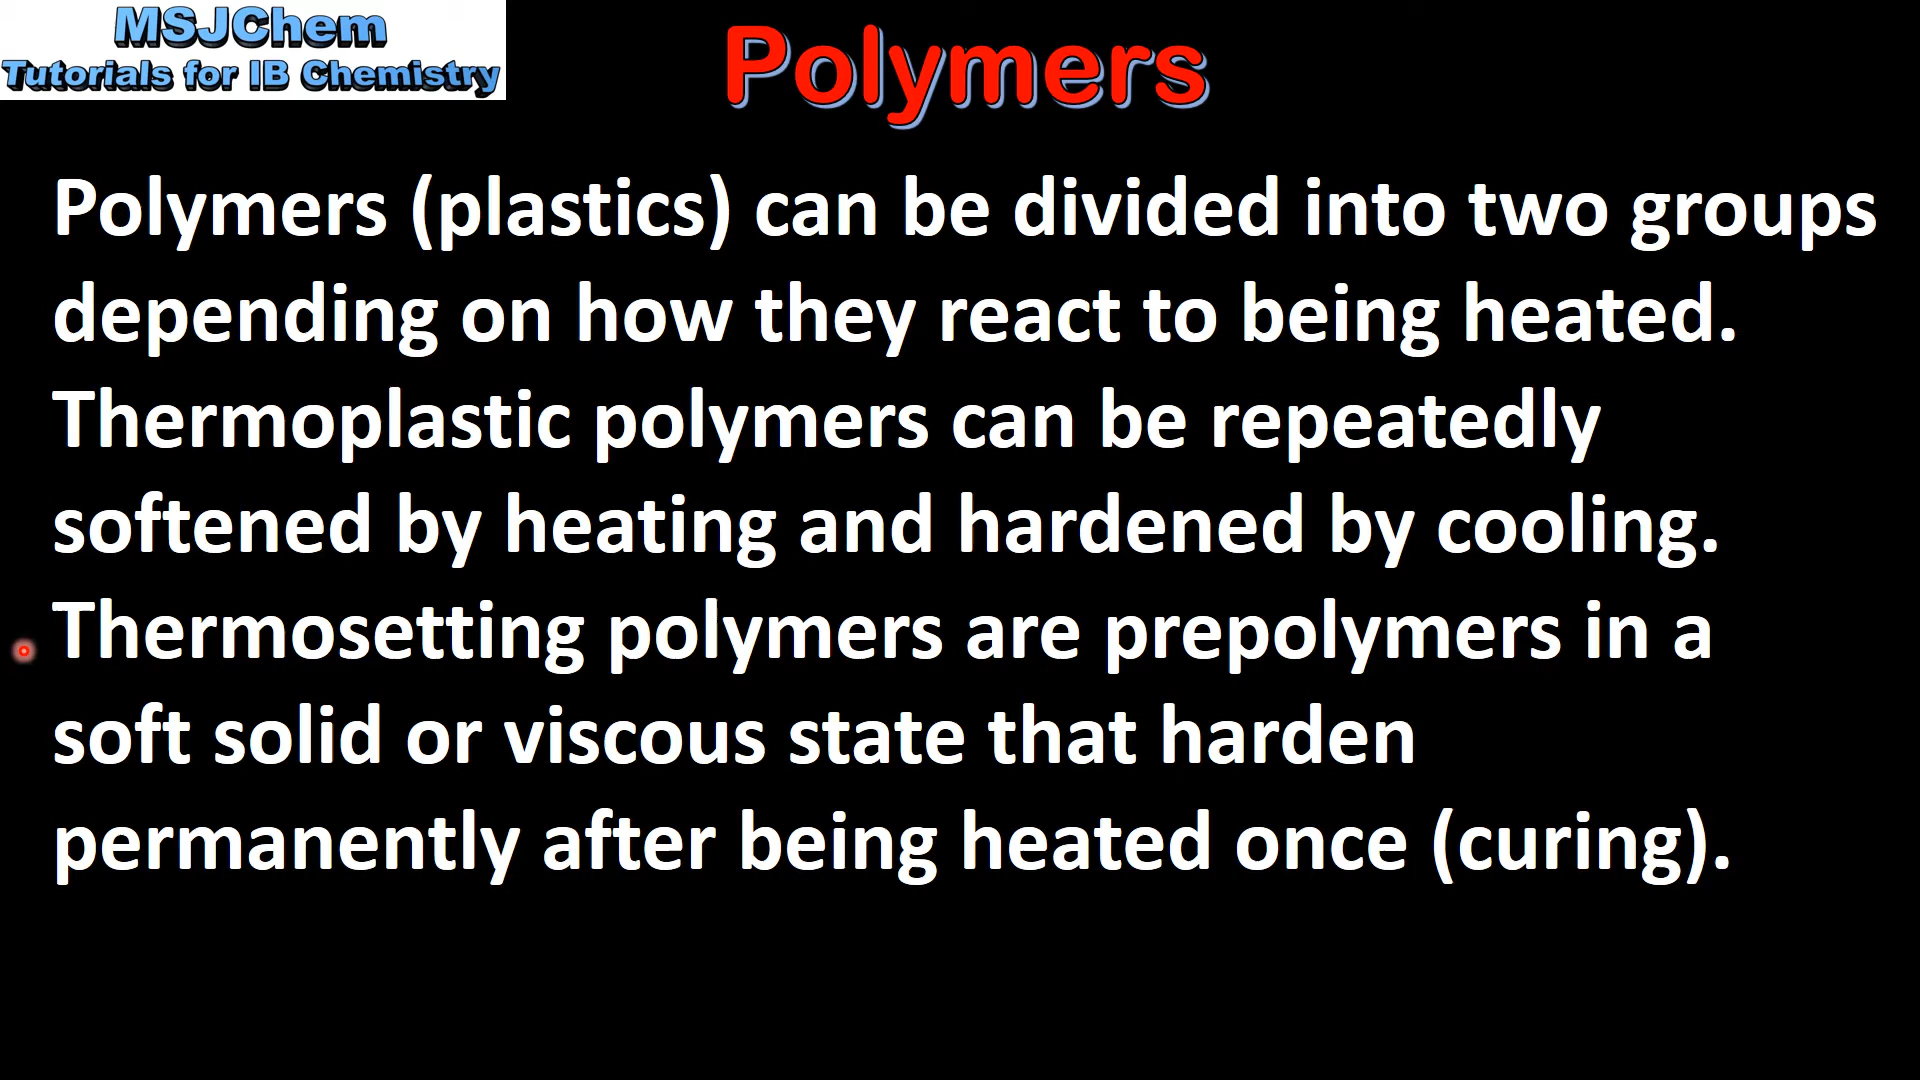 MSJChem
Tutorials for IB Chemistry
Polymers
Polymers (plastics) can be divided into two groups
depending on how they react to being heated.
Thermoplastic polymers can be repeatedly
softened by heating and hardened by cooling.
Thermosetting polymers are prepolymers in a
soft solid or viscous state that harden
permanently after being heated once (curing).